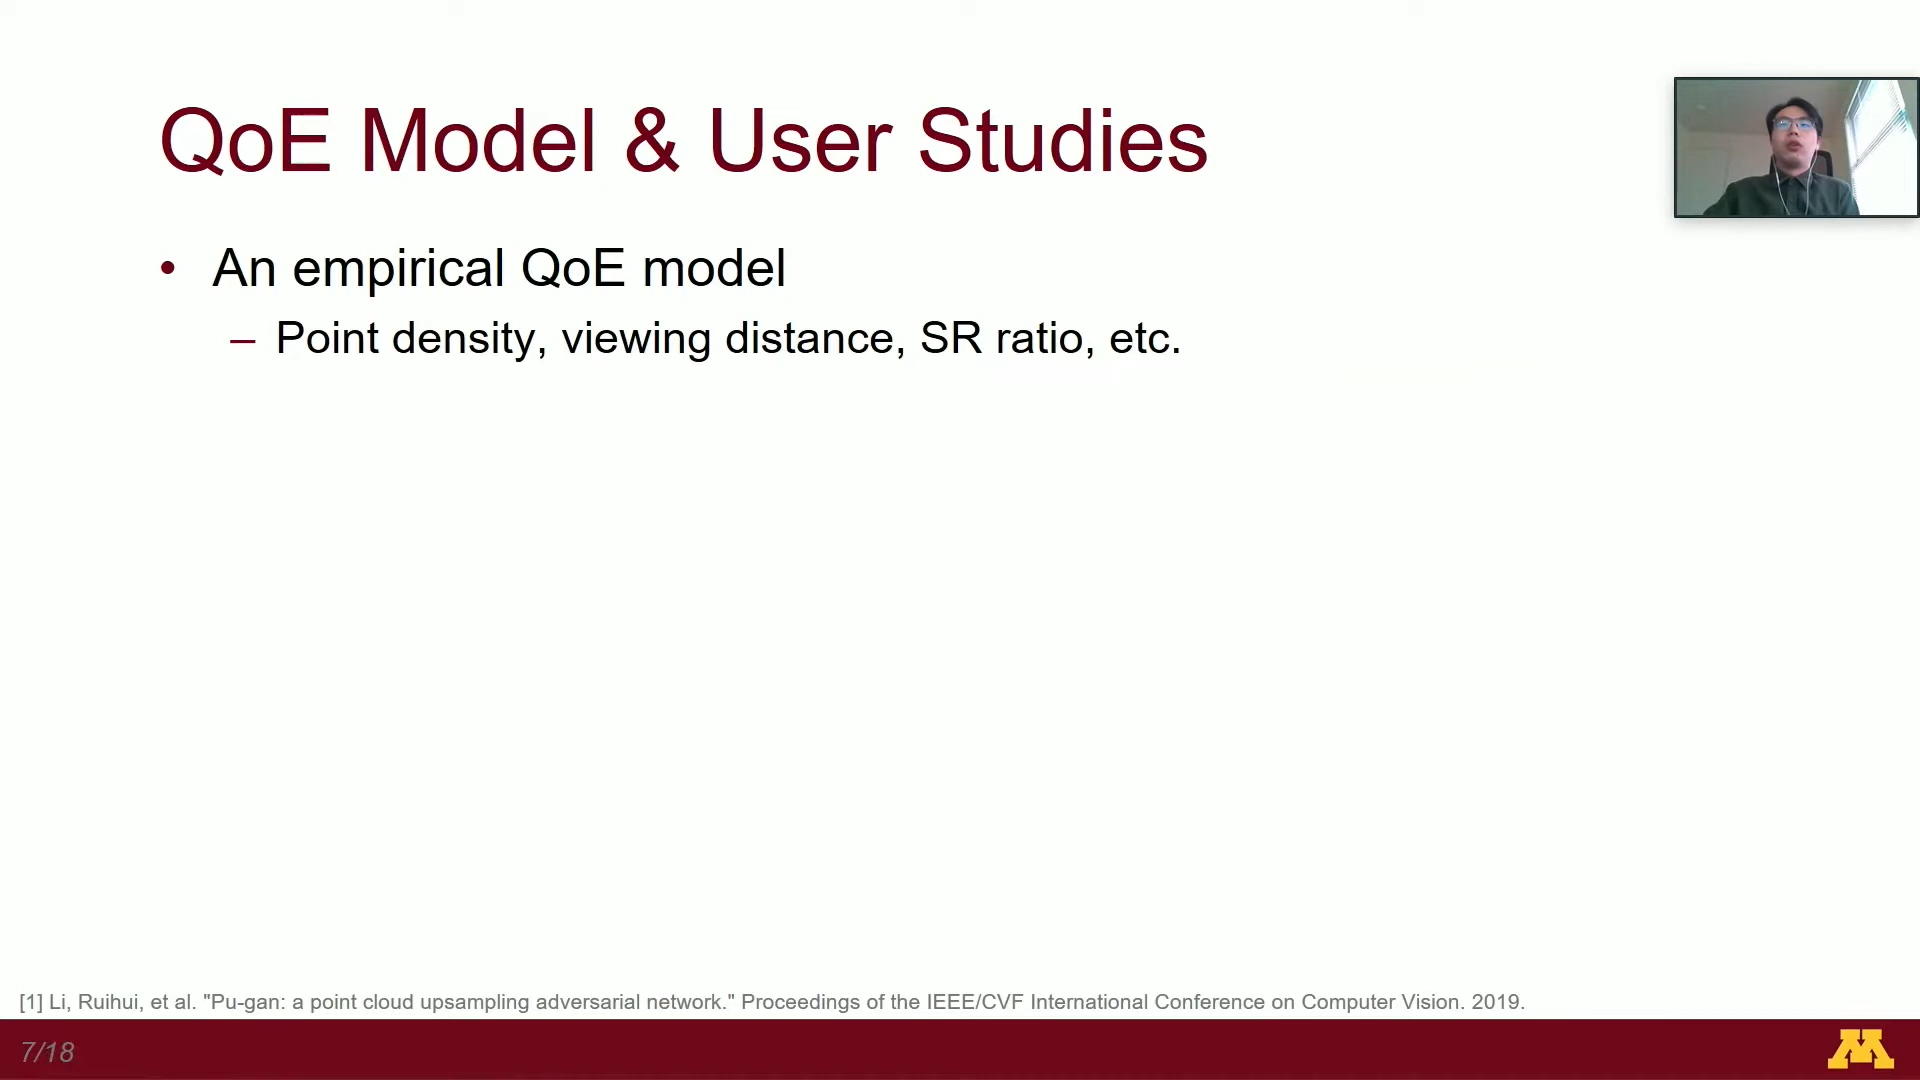 QoE Model & User Studies
• An empirical QoE model
– Point density, viewing distance, SR ratio, etc.
[1] Li, Ruihui, et al. "Pu-gan: a point cloud upsampling adversarial network." Proceedings of the IEEE/CVF International Conference on Computer Vision. 2019.
7/18
M